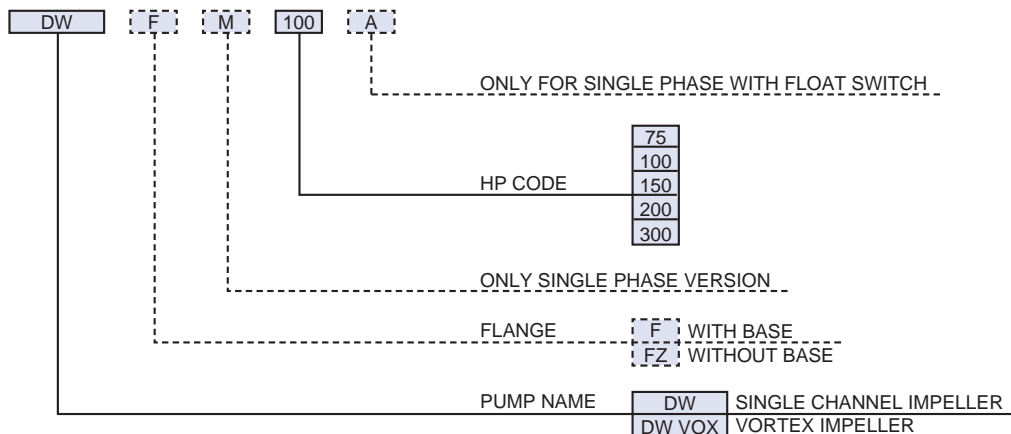 DW F M 100 A
ONLY FOR SINGLE PHASE WITH FLOAT SWITCH
75
100
HP CODE 150
200
300
ONLY SINGLE PHASE VERSION
FLANGE F WITH BASE
FZ WITHOUT BASE
PUMP NAME DW SINGLE CHANNEL IMPELLER
DW VOX VORTEX IMPELLER